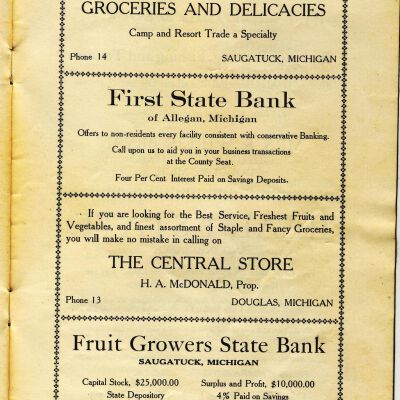 GROCERIES AND DELICACIES
Camp and Resort Trade a Specialty
Phone 14 SAUGATUCK, MICHIGAN
First State Bank
of Allegan, Michigan
Offers to non-residents every facility consistent with conservative Banking.
Call upon us to aid you in your business transactions
at the County Seat.
Four Per Cent Interest Paid on Savings Deposits.
If you are looking for the Best Service, Freshest Fruits and
Vegetables, and finest assortment of Staple and Fancy Groceries,
you will make no mistake in calling on
THE CENTRAL STORE
H. A. McDONALD, Prop.
Phone 13 DOUGLAS, MICHIGAN
Fruit Growers State Bank
SAUGATUCK, MICHIGAN
Capital Stock, $25,000.00 Surplus and Profit, $10,000.00
State Depository 4% Paid on Savings